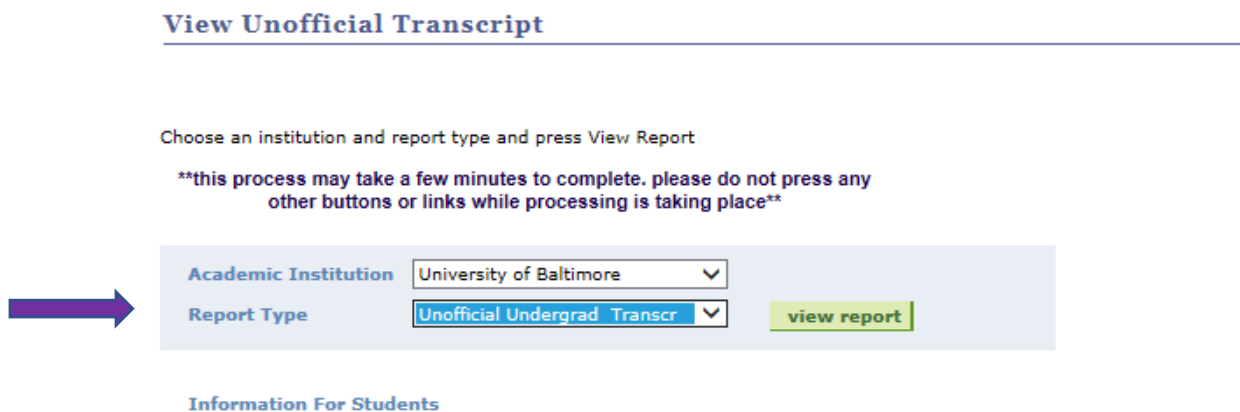 View Unofficial Transcript
Choose an institution and report type and press View Report
**this process may take a few minutes to complete. please do not press any
other buttons or links while processing is taking place**
Academic Institution University of Baltimore
Report Type Unofficial Undergrad Transcr view report
Information For Students